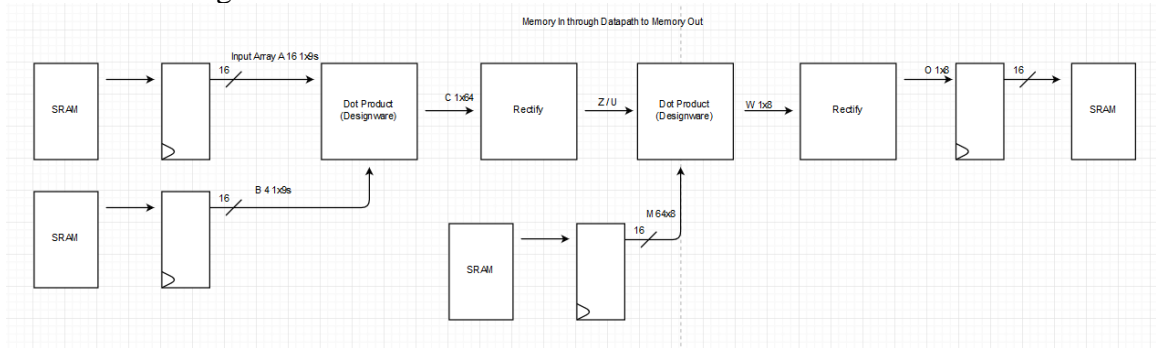 Memory In through Datapath to Memory Out
SRAM
16
Input Array A 16 1x9s
Dot Product
(Designware)
C 1x64
Rectify
Z / U
Dot Product
(Designware)
W 1x8
Rectify
O 1x8
16
SRAM
SRAM
16
B 4 1x9s
SRAM
16
M 64x8